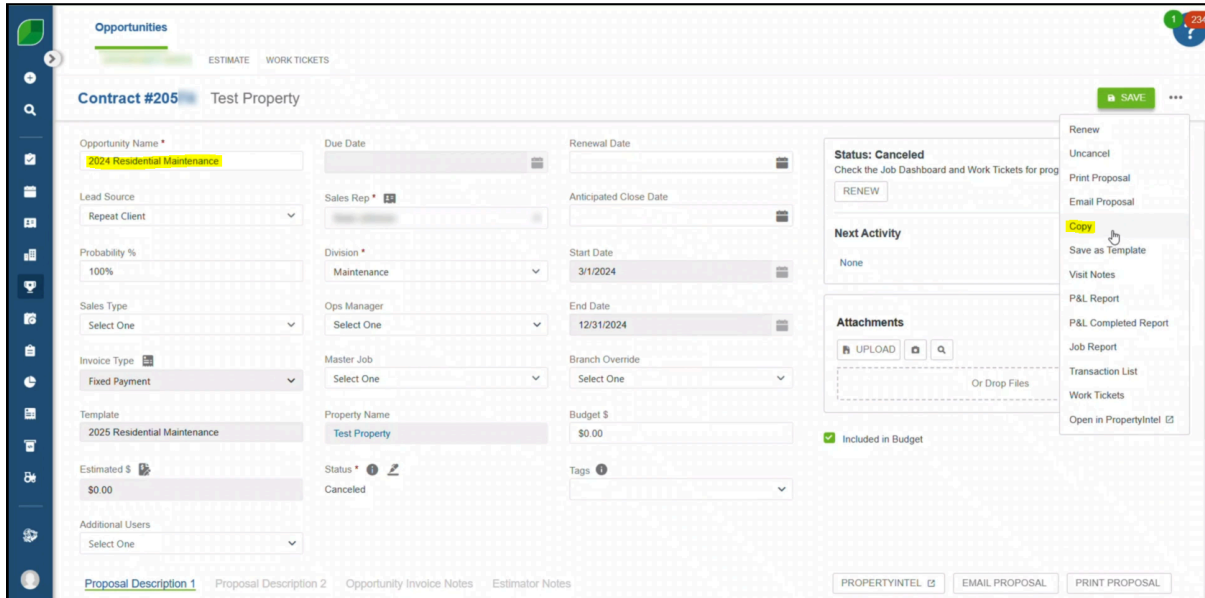 Opportunities
1
234
?
ESTIMATE WORK TICKETS
Contract #205 Test Property
SAVE
Opportunity Name *
2024 Residential Maintenance
Due Date
Renewal Date
Lead Source
Repeat Client
Sales Rep *
Anticipated Close Date
Probability %
100%
Division *
Maintenance
Start Date
3/1/2024
Sales Type
Select One
Ops Manager
Select One
End Date
12/31/2024
Invoice Type
Fixed Payment
Master Job
Select One
Branch Override
Select One
Template
2025 Residential Maintenance
Property Name
Test Property
Budget $
$0.00
Estimated $
$0.00
Status *
Canceled
Tags
Additional Users
Select One
Status: Canceled
Check the Job Dashboard and Work Tickets for prog
RENEW
Next Activity
None
Attachments
UPLOAD
Or Drop Files
Included in Budget
Renew
Uncancel
Print Proposal
Email Proposal
Copy
Save as Template
Visit Notes
P&L Report
P&L Completed Report
Job Report
Transaction List
Work Tickets
Open in PropertyIntel
Proposal Description 1 Proposal Description 2 Opportunity Invoice Notes Estimator Notes
PROPERTYINTEL EMAIL PROPOSAL PRINT PROPOSAL